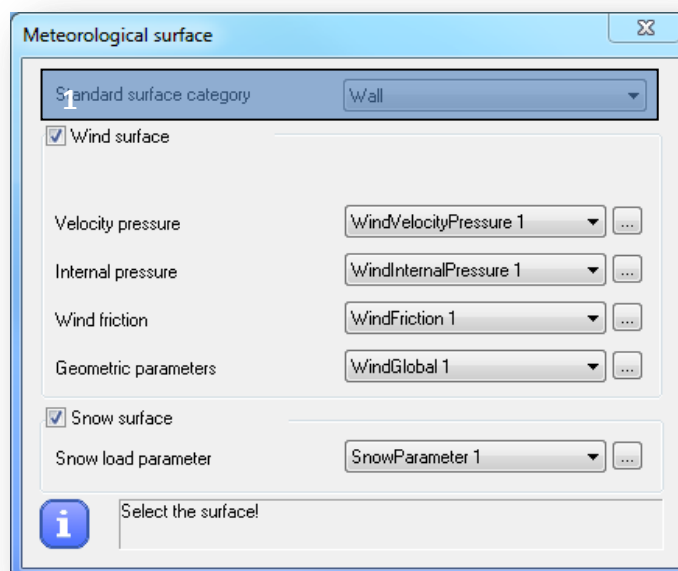 Meteorological surface
Standard surface category Wall
1
Wind surface
Velocity pressure WindVelocityPressure 1 ...
Internal pressure WindInternalPressure 1 ...
Wind friction WindFriction 1 ...
Geometric parameters WindGlobal 1 ...
Snow surface
Snow load parameter SnowParameter 1 ...
i Select the surface!